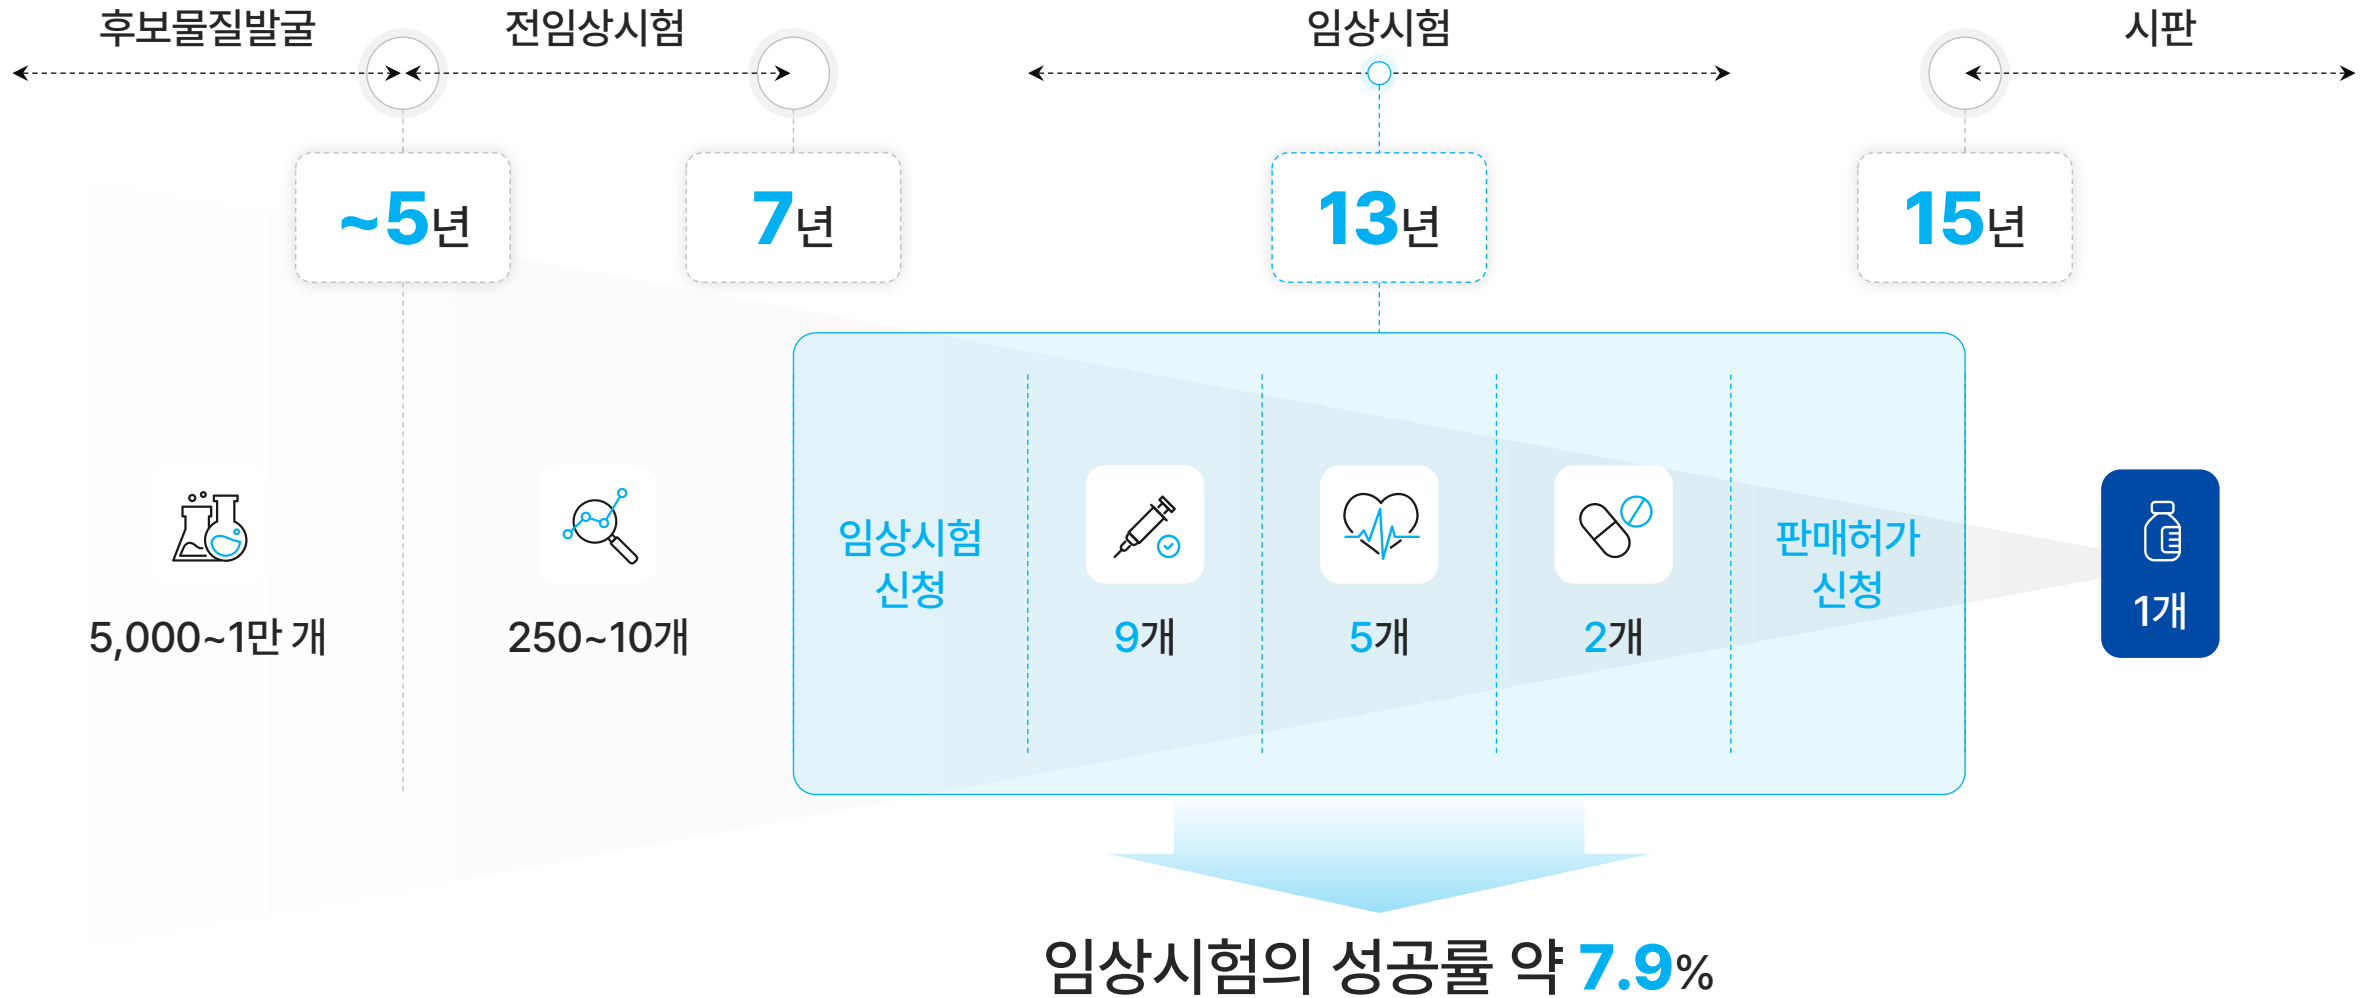 후보물질발굴
전임상시험
임상시험
시판
~5년
7년
13년
15년
임상시험
신청
판매허가
신청
5,000~1만 개
250~10개
9개
5개
2개
1개
임상시험의 성공률 약 7.9%